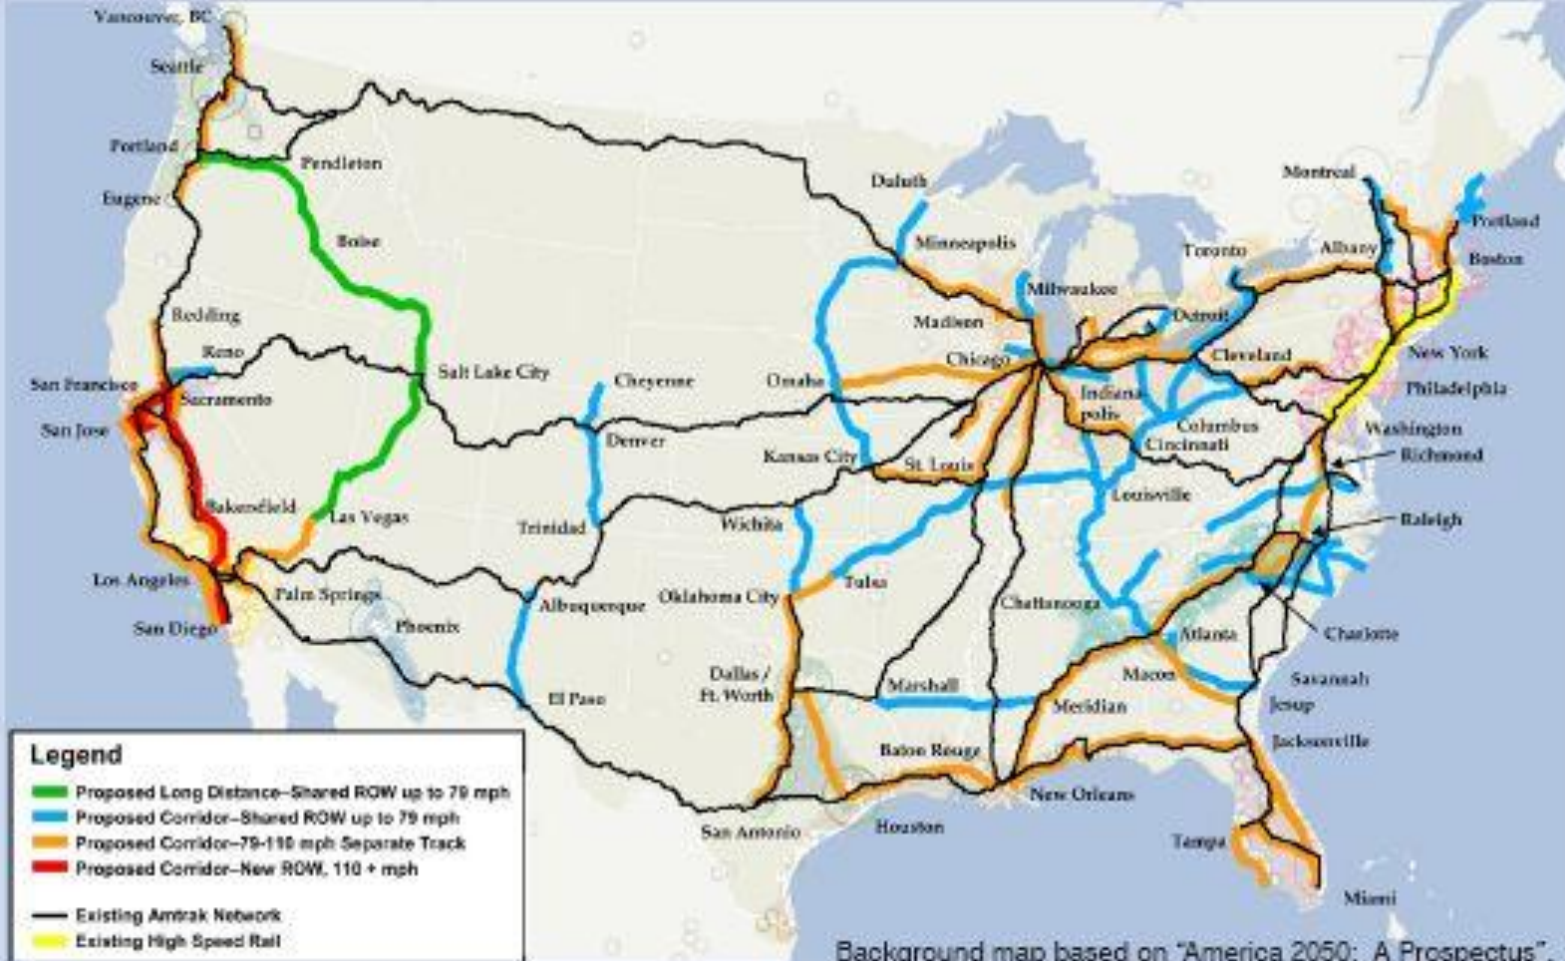 Vancouver, BC
Seattle
Portland
Pendleton
Eugene
Boise
Redding
Reno
San Francisco
Sacramento
San Jose
Salt Lake City
Bakersfield
Las Vegas
Los Angeles
Palm Springs
San Diego
Phoenix
Cheyenne
Denver
Trinidad
Albuquerque
El Paso
Duluth
Minneapolis
Milwaukee
Madison
Chicago
Omaha
Kansas City
St. Louis
Wichita
Oklahoma City
Tulsa
Dallas /
Ft. Worth
San Antonio
Houston
Marshall
Baton Rouge
New Orleans
Meridian
Montreal
Portland
Toronto
Albany
Boston
Detroit
Cleveland
New York
Philadelphia
Indiana
polis
Columbus
Cincinnati
Washington
Richmond
Louisville
Raleigh
Chattanooga
Atlanta
Charlotte
Macon
Savannah
Jesup
Jacksonville
Tampa
Miami
Legend
Proposed Long Distance–Shared ROW up to 79 mph
Proposed Corridor–Shared ROW up to 79 mph
Proposed Corridor–79-110 mph Separate Track
Proposed Corridor–New ROW, 110 + mph
Existing Amtrak Network
Existing High Speed Rail
Background map based on "America 2050: A Prospectus".